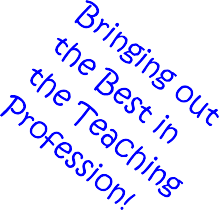 Bringing out
the Best in
the Teaching
Profession!